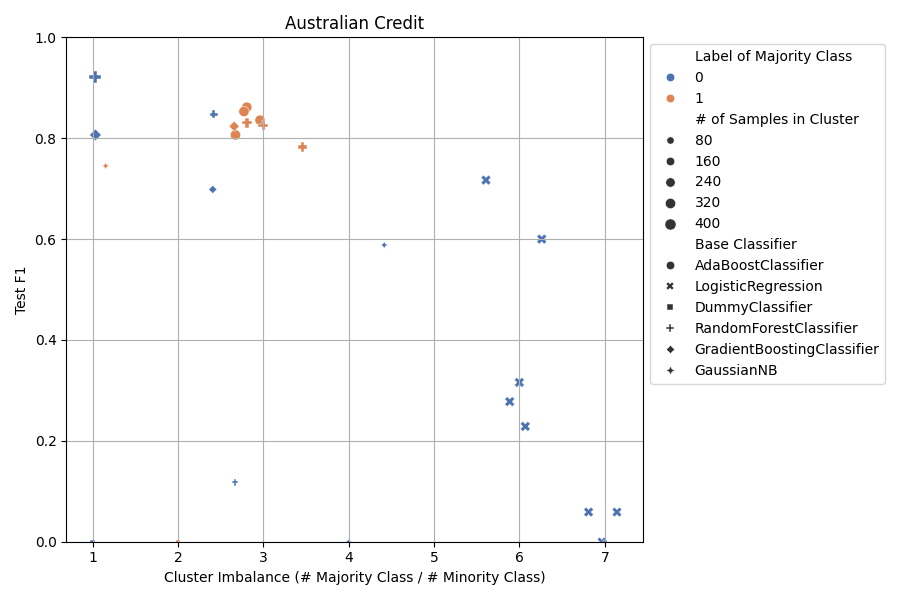 Australian Credit
1.0
0.8
0.6
0.4
0.2
0.0
Test F1
1
2
3
4
5
6
7
Cluster Imbalance (# Majority Class / # Minority Class)
Label of Majority Class
0
1
# of Samples in Cluster
80
160
240
320
400
Base Classifier
AdaBoostClassifier
LogisticRegression
DummyClassifier
RandomForestClassifier
GradientBoostingClassifier
GaussianNB